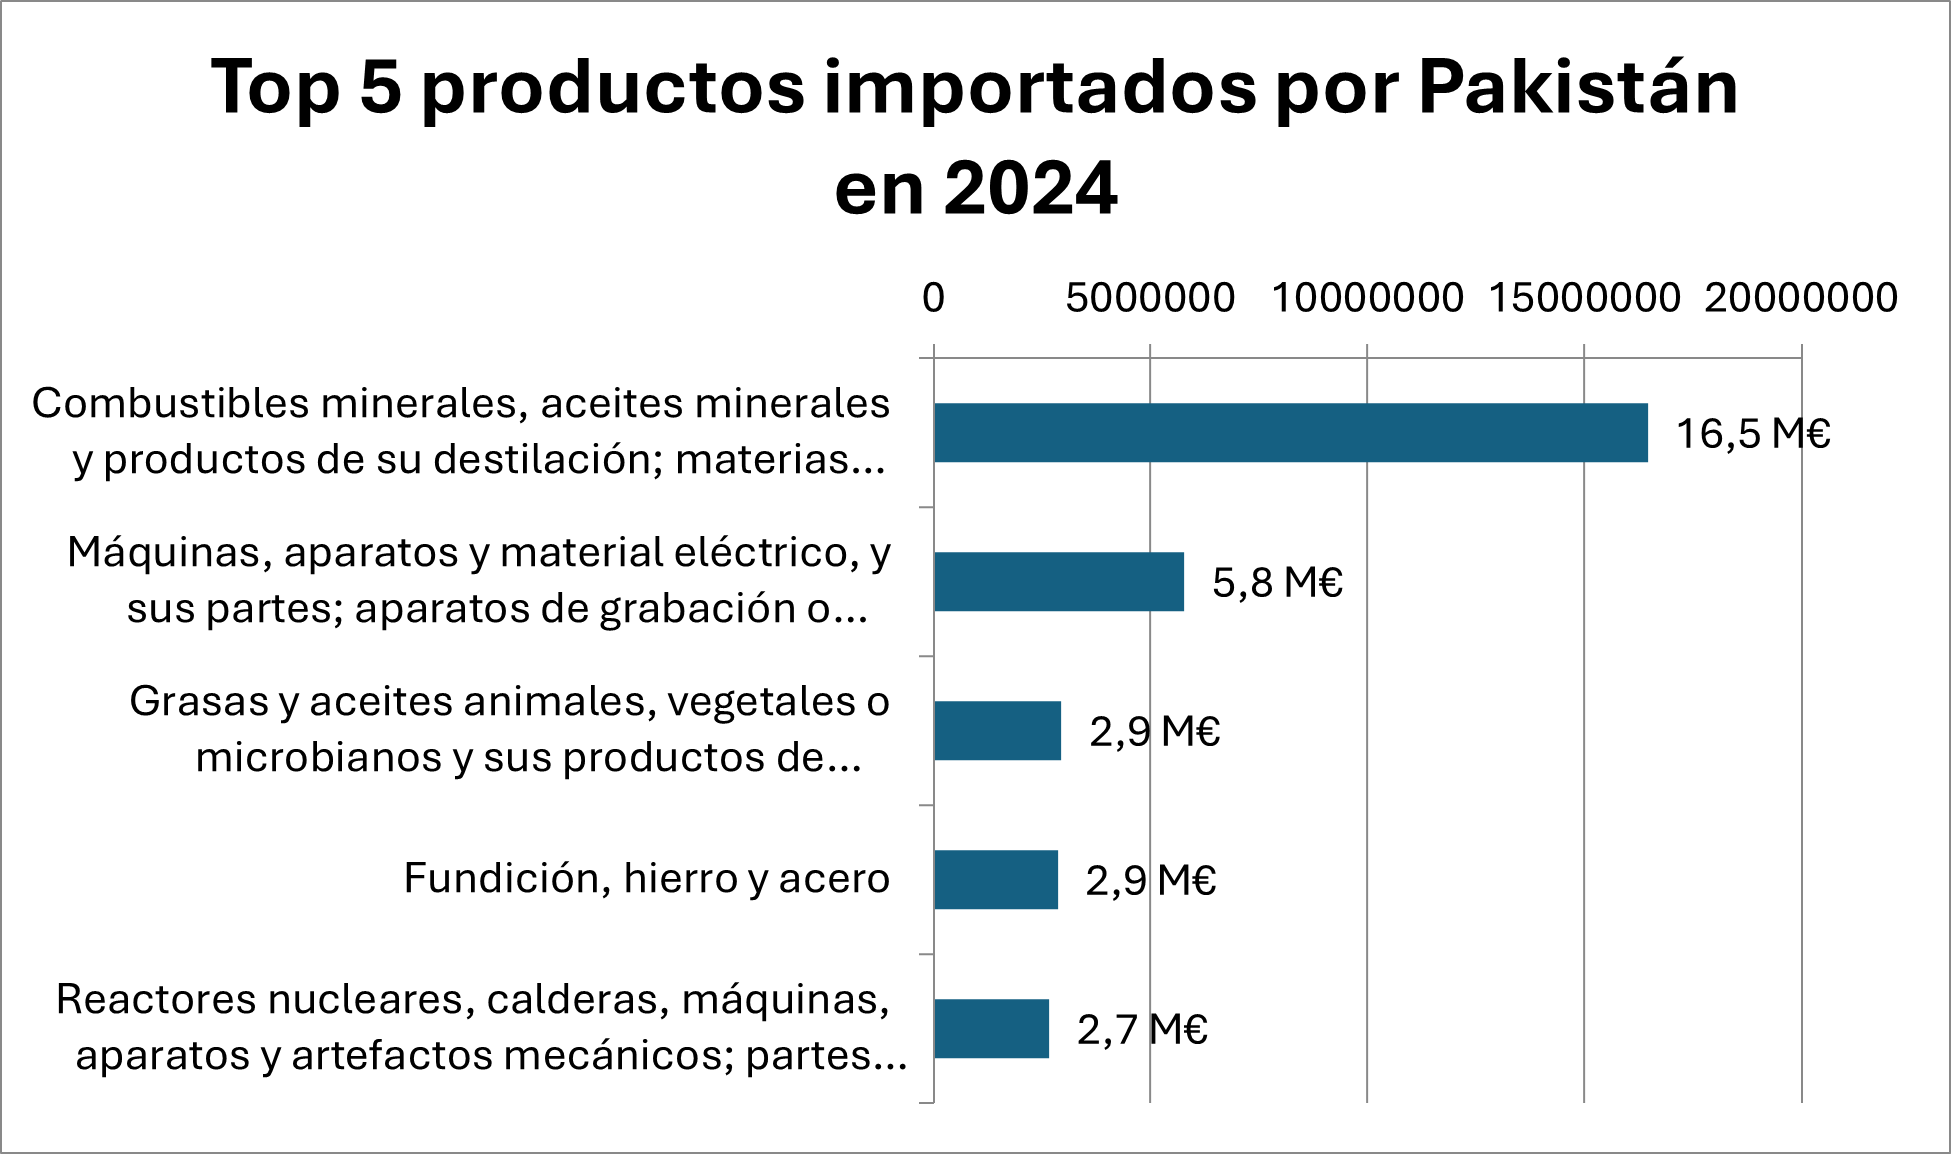 Top 5 productos importados por Pakistán
en 2024
0 5000000 10000000 15000000 20000000
Combustibles minerales, aceites minerales
y productos de su destilación; materias...
16,5 M€
Máquinas, aparatos y material eléctrico, y
sus partes; aparatos de grabación o...
5,8 M€
Grasas y aceites animales, vegetales o
microbianos y sus productos de...
2,9 M€
Fundición, hierro y acero
2,9 M€
Reactores nucleares, calderas, máquinas,
aparatos y artefactos mecánicos; partes...
2,7 M€